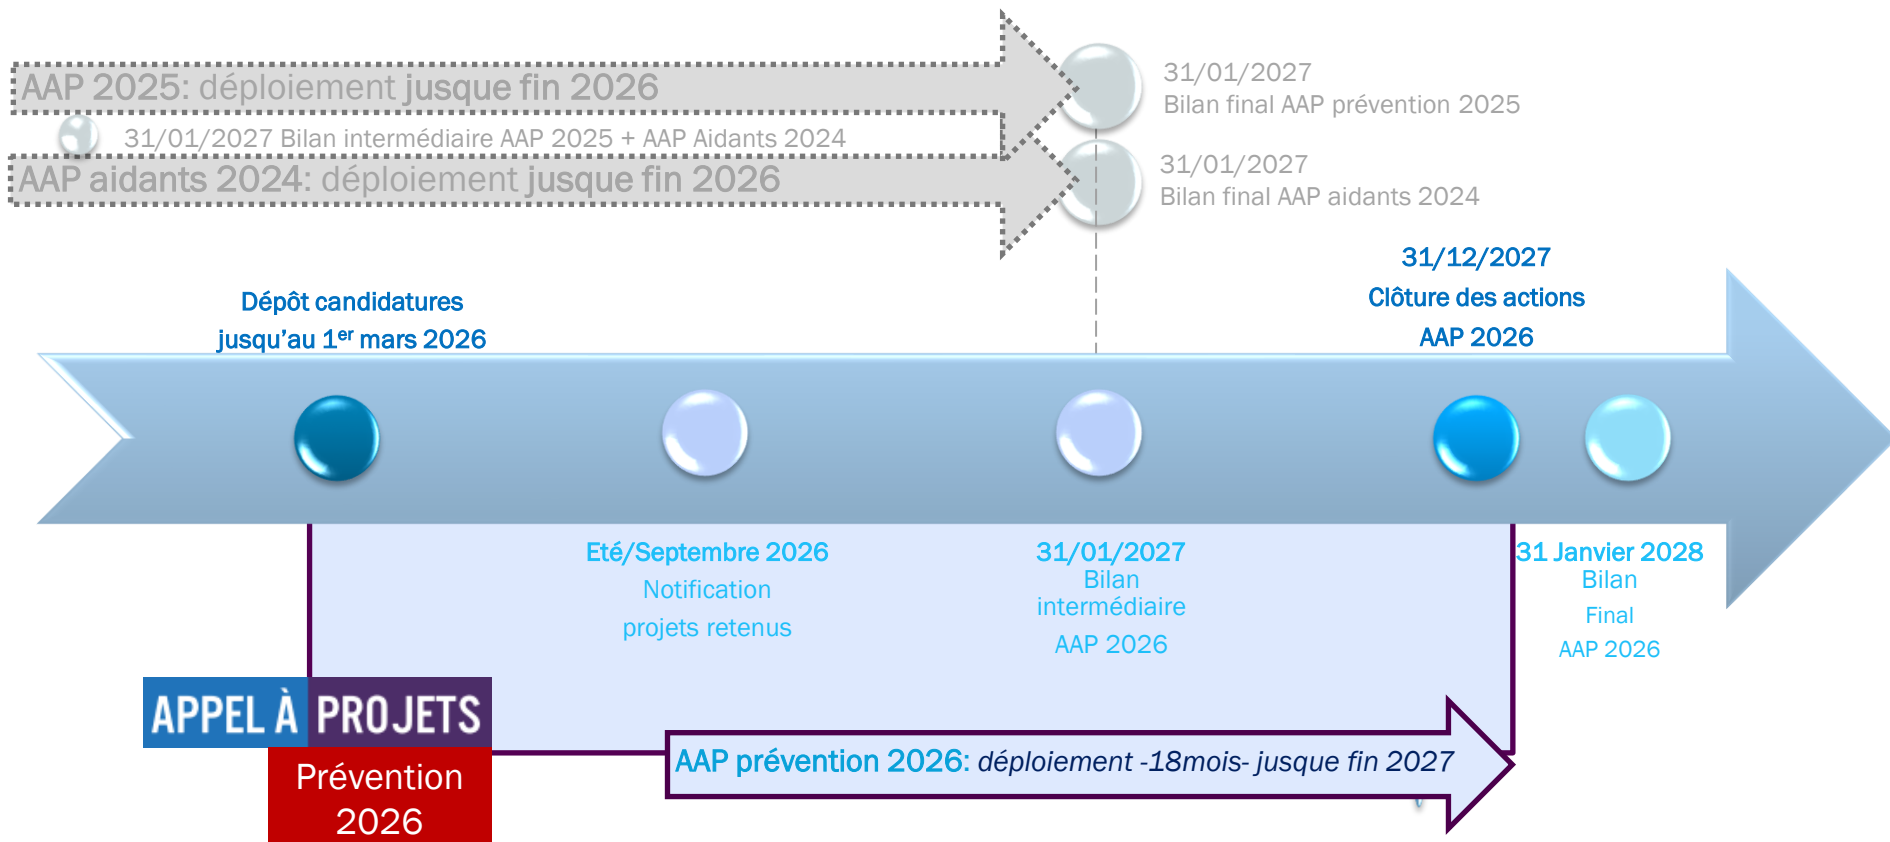 AAP 2025: déploiement jusque fin 2026
31/01/2027
Bilan final AAP prévention 2025
31/01/2027 Bilan intermédiaire AAP 2025 + AAP Aidants 2024
AAP aidants 2024: déploiement jusque fin 2026
31/01/2027
Bilan final AAP aidants 2024
Dépôt candidatures
jusqu'au 1er mars 2026
31/12/2027
Clôture des actions
AAP 2026
Eté/Septembre 2026
Notification
projets retenus
31/01/2027
Bilan
intermédiaire
AAP 2026
31 Janvier 2028
Bilan
Final
AAP 2026
APPEL À PROJETS
Prévention
2026
AAP prévention 2026: déploiement -18mois- jusque fin 2027